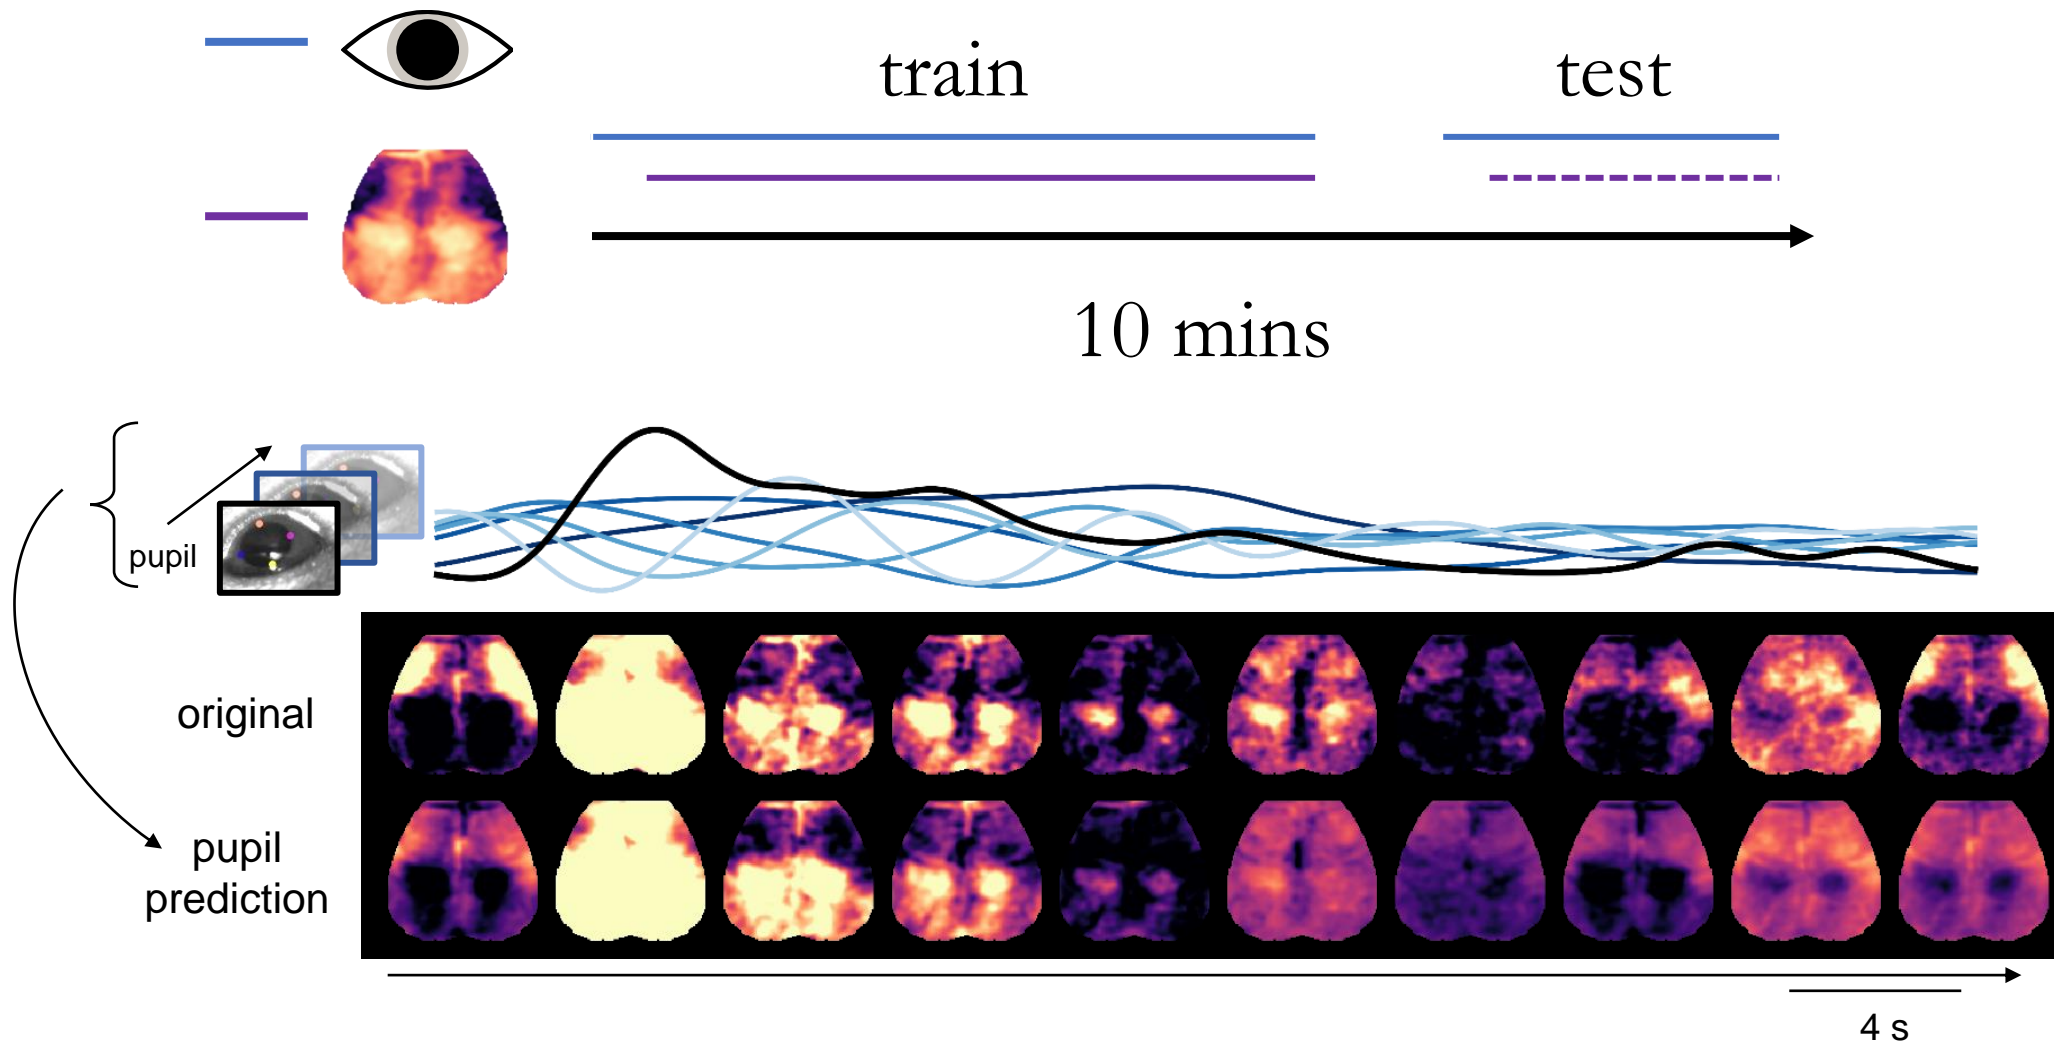 train
test
10 mins
pupil
original
pupil
prediction
4 s